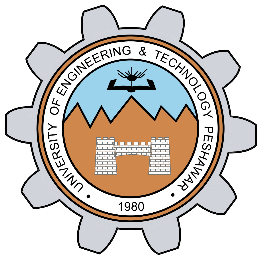 UNIVERSITY OF ENGINEERING & TECHNOLOGY PESHAWAR
1980